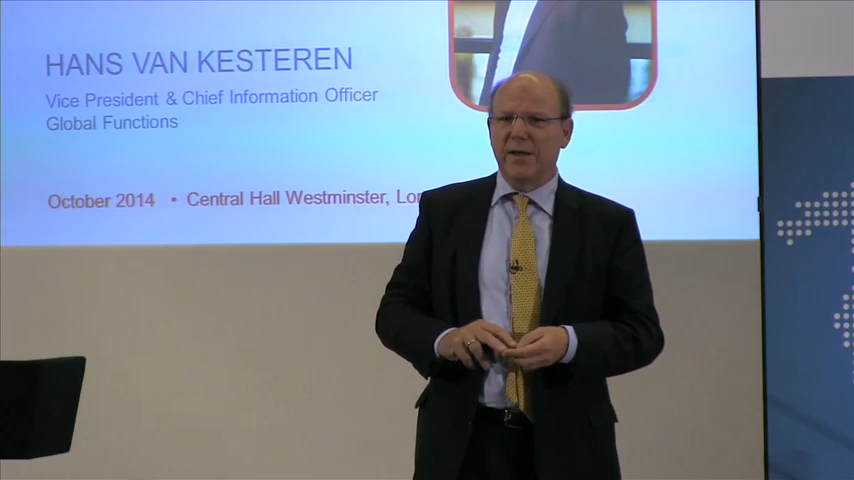 HANS VAN KESTEREN
Vice President & Chief Information Officer
Global Functions
October 2014 • Central Hall Westminster,